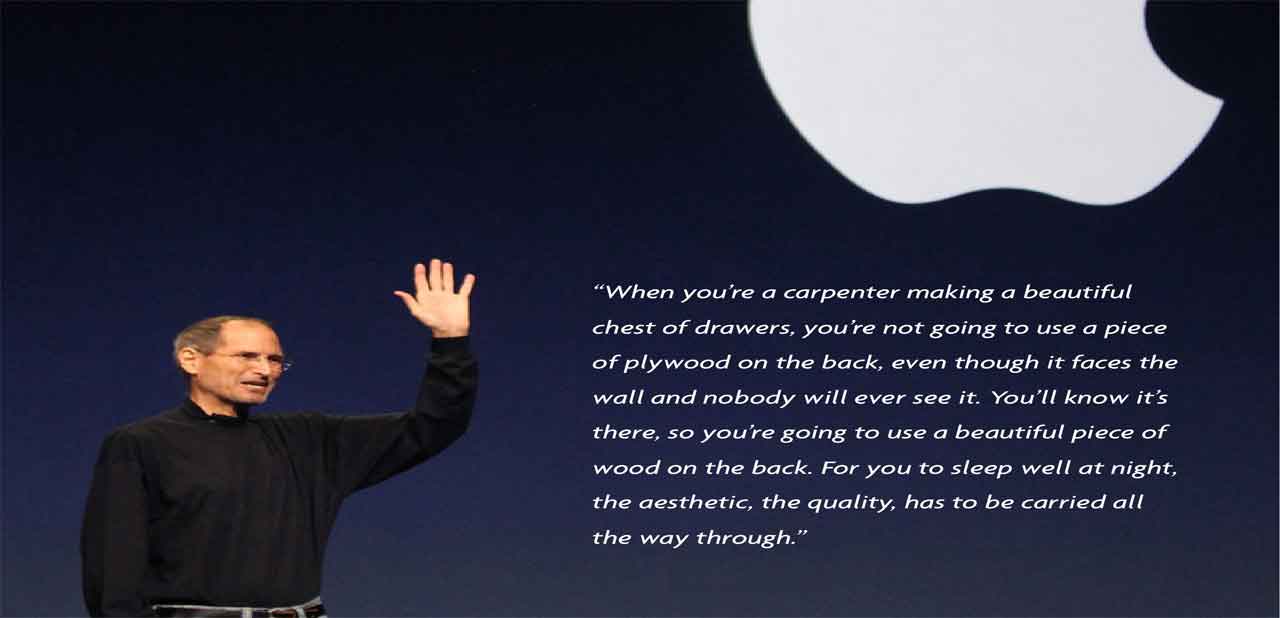 “When you’re a carpenter making a beautiful
chest of drawers, you’re not going to use a piece
of plywood on the back, even though it faces the
wall and nobody will ever see it. You’ll know it’s
there, so you’re going to use a beautiful piece of
wood on the back. For you to sleep well at night,
the aesthetic, the quality, has to be carried all
the way through.”